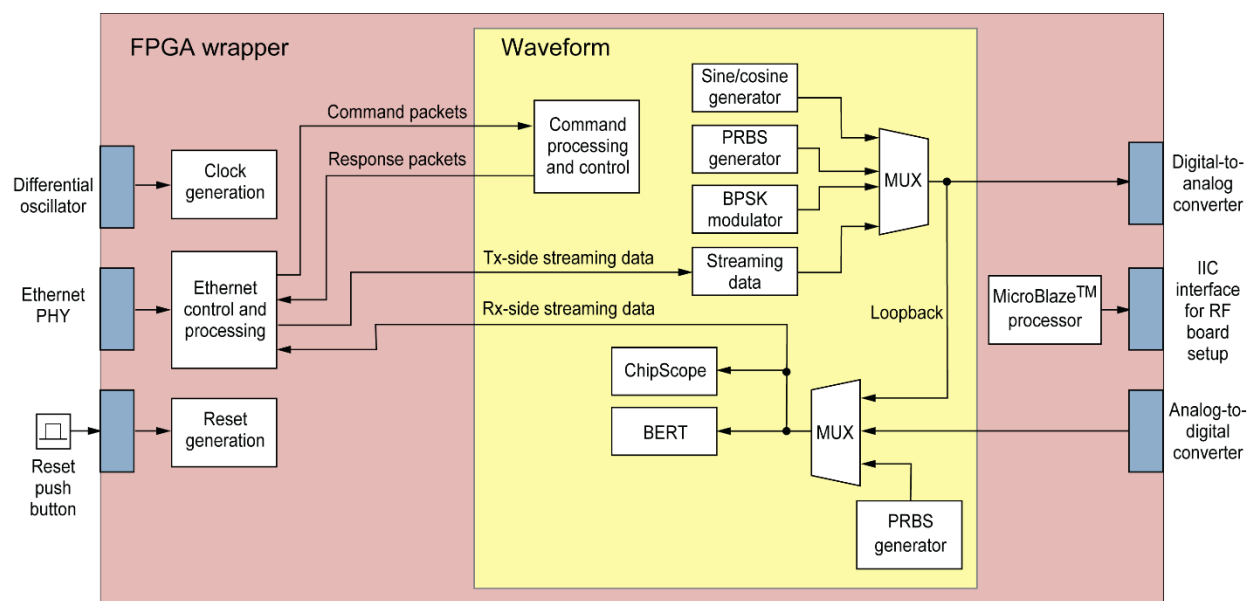 FPGA wrapper
Waveform
Sine/cosine
generator
Command packets
Command
processing
and control
PRBS
generator
MUX
Response packets
Differential
oscillator
Clock
generation
Digital-to-
analog
converter
BPSK
modulator
Tx-side streaming data
Streaming
data
Ethernet
PHY
Ethernet
control and
processing
Rx-side streaming data
Loopback
MicroBlaze™
processor
IIC
interface
for RF
board
setup
ChipScope
Reset
generation
BERT
MUX
Analog-to-
digital
converter
Reset
push
button
PRBS
generator